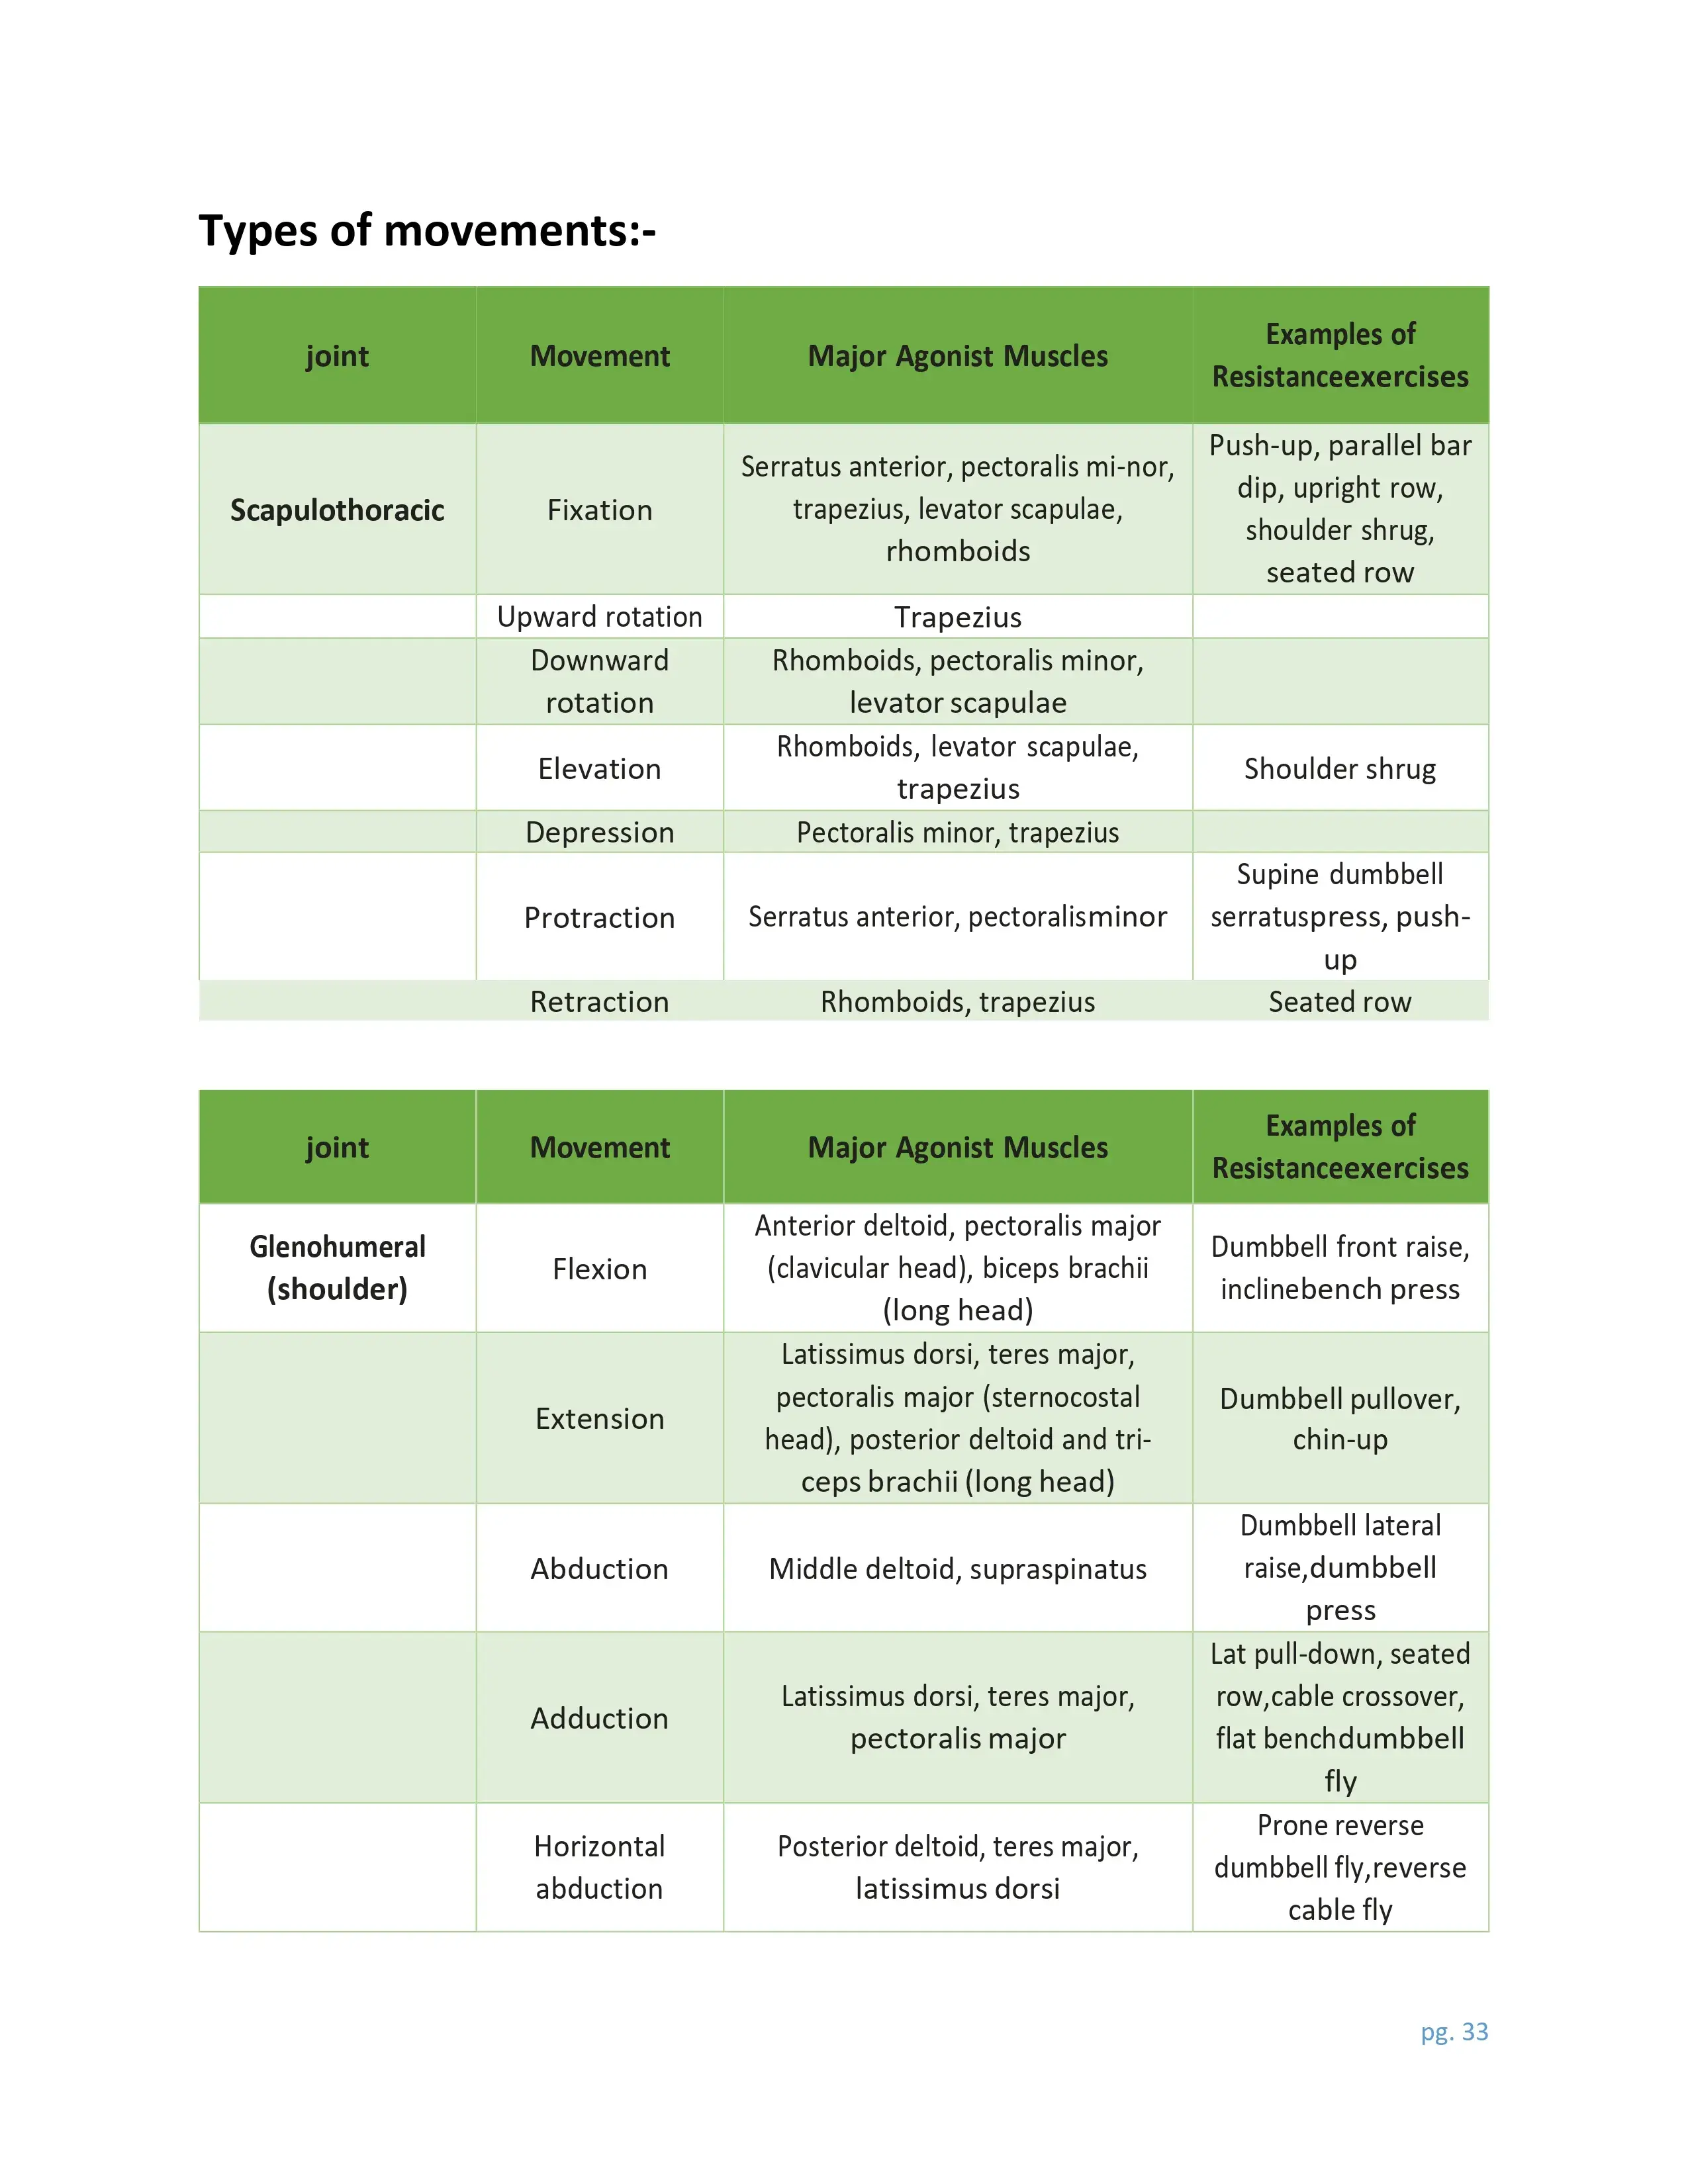 Types of movements:-
joint
Movement
Major Agonist Muscles
Examples of
Resistanceexercises
Scapulothoracic
Fixation
Serratus anterior, pectoralis mi-nor,
trapezius, levator scapulae,
rhomboids
Push-up, parallel bar
dip, upright row,
shoulder shrug,
seated row
Upward rotation
Trapezius
Downward
rotation
Rhomboids, pectoralis minor,
levator scapulae
Elevation
Rhomboids, levator scapulae,
trapezius
Shoulder shrug
Depression
Pectoralis minor, trapezius
Protraction
Serratus anterior, pectoralisminor
Supine dumbbell
serratuspress, push-
up
Retraction
Rhomboids, trapezius
Seated row
joint
Movement
Major Agonist Muscles
Examples of
Resistanceexercises
Glenohumeral
(shoulder)
Flexion
Anterior deltoid, pectoralis major
(clavicular head), biceps brachii
(long head)
Dumbbell front raise,
inclinebench press
Extension
Latissimus dorsi, teres major,
pectoralis major (sternocostal
head), posterior deltoid and tri-
ceps brachii (long head)
Dumbbell pullover,
chin-up
Abduction
Middle deltoid, supraspinatus
Dumbbell lateral
raise,dumbbell
press
Adduction
Latissimus dorsi, teres major,
pectoralis major
Lat pull-down, seated
row,cable crossover,
flat benchdumbbell
fly
Horizontal
abduction
Posterior deltoid, teres major,
latissimus dorsi
Prone reverse
dumbbell fly,reverse
cable fly
pg. 33